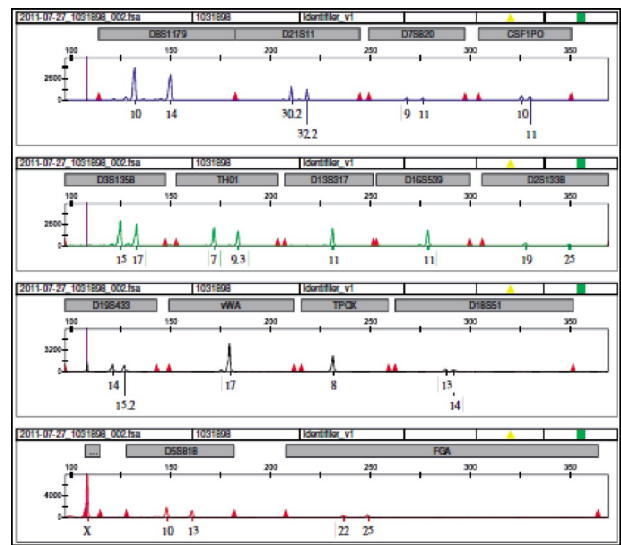 2011-07-27_1031898_002.fsa 1031898 Identifiler_v1
D8S1179 D21S11 D7S820 CSF1PO
100 150 200 250 300 350
2500
0
10 14 30.2 9 11 10
32.2 11
2011-07-27_1031898_002.fsa 1031898 Identifiler_v1
D3S1358 TH01 D13S317 D16S539 D2S1338
100 150 200 250 300 350
2500
0
15 17 7 9.3 11 11 19 25
2011-07-27_1031898_002.fsa 1031898 Identifiler_v1
D19S433 vWA TPOX D18S51
100 150 200 250 300 350
3200
0
14 17 8 13
15.2 14
2011-07-27_1031898_002.fsa 1031898 Identifiler_v1
... D5S818 FGA
100 150 200 250 300 350
4000
0
X 10 13 22 25